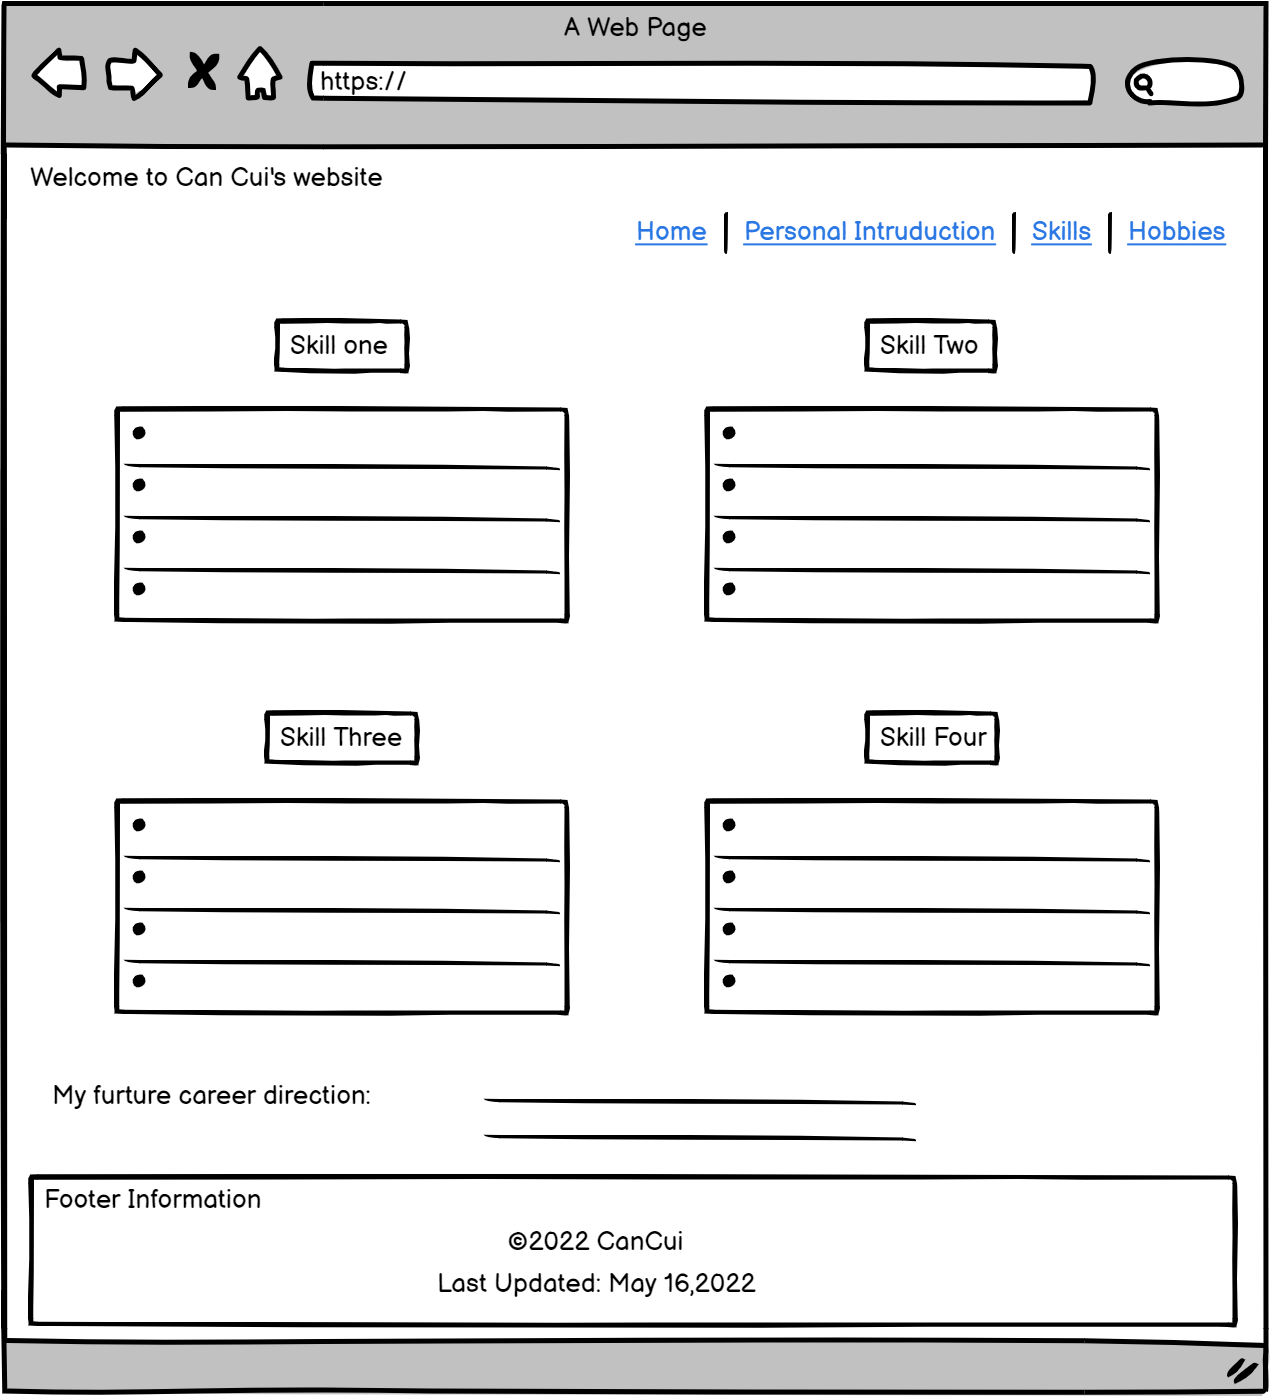 A Web Page
https://
Welcome to Can Cui's website
Home Personal Intruduction Skills Hobbies
Skill one
Skill Two
Skill Three
Skill Four
My furture career direction:
Footer Information
©2022 CanCui
Last Updated: May 16,2022